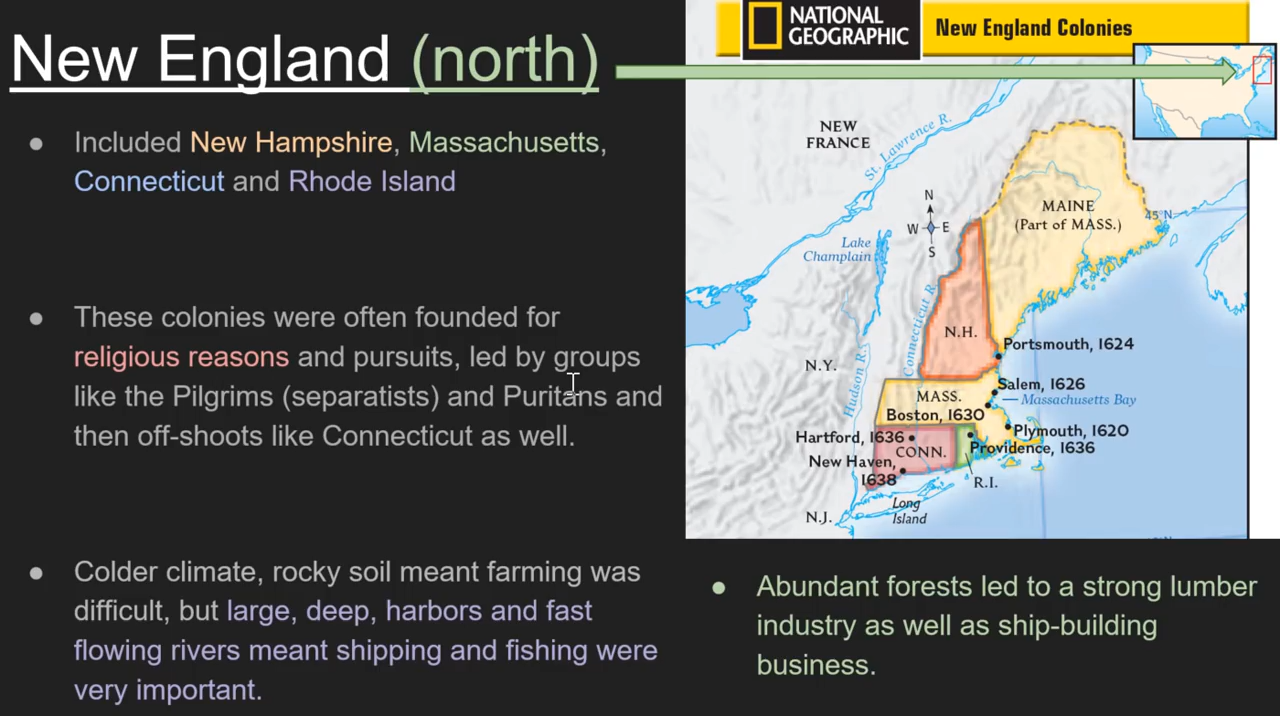 New England (north)
● Included New Hampshire, Massachusetts,
Connecticut and Rhode Island
● These colonies were often founded for
religious reasons and pursuits, led by groups
like the Pilgrims (separatists) and Puritans and
then off-shoots like Connecticut as well.
● Colder climate, rocky soil meant farming was
difficult, but large, deep, harbors and fast
flowing rivers meant shipping and fishing were
very important.
NATIONAL
GEOGRAPHIC
New England Colonies
NEW
FRANCE
St. Lawrence R.
N
W E
S
MAINE
(Part of MASS.)
45°N
Lake
Champlain
Connecticut R.
N.H.
Portsmouth, 1624
N.Y.
Hudson R.
Salem, 1626
MASS.
Massachusetts Bay
Boston, 1630
Plymouth, 1620
Hartford, 1636
CONN.
Providence, 1636
New Haven,
1638
R.I.
Long
Island
N.J.
● Abundant forests led to a strong lumber
industry as well as ship-building
business.